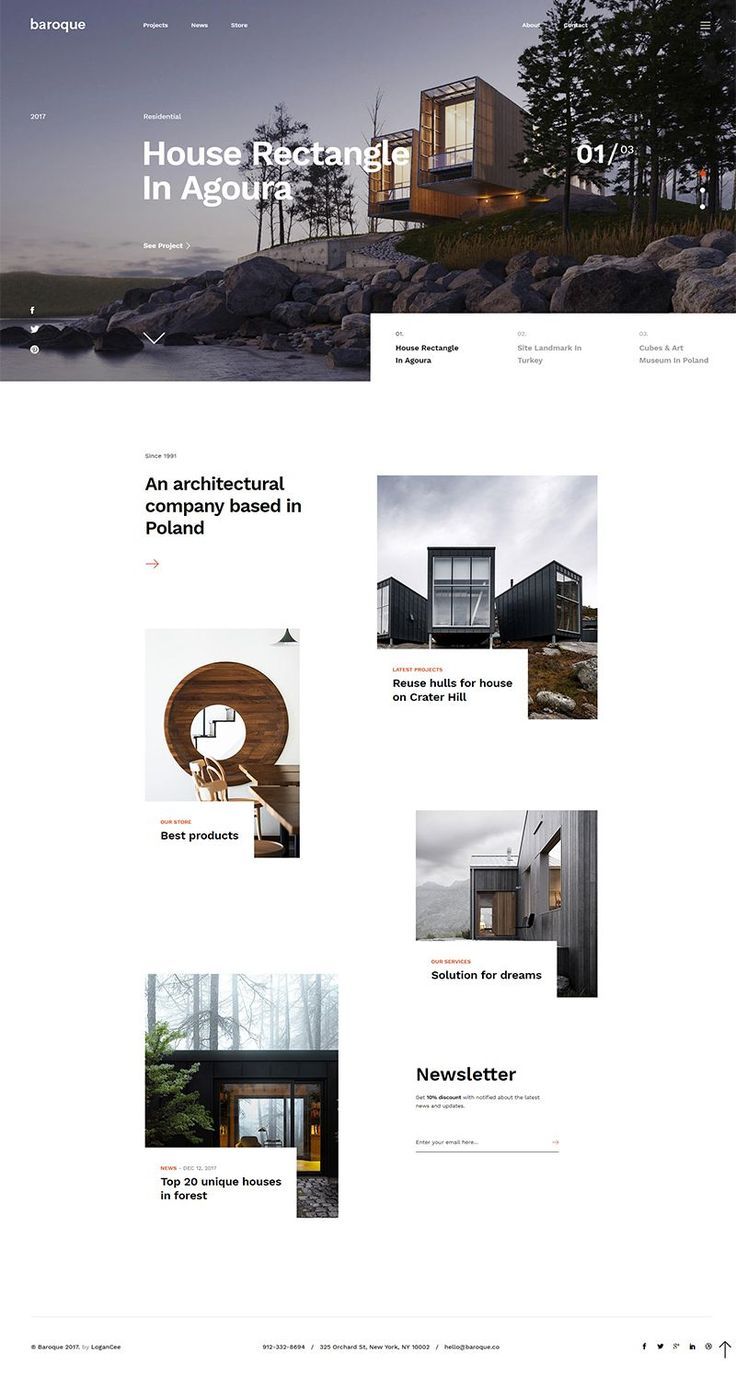 baroque
Projects
News
Store
About
Contact
2017
Residential
House Rectangle
In Agoura
01/03.
See Project
01.
House Rectangle
In Agoura
02.
Site Landmark In
Turkey
03.
Cubes & Art
Museum In Poland
Since 1991
An architectural
company based in
Poland
LATEST PROJECTS
Reuse hulls for house
on Crater Hill
OUR STORE
Best products
OUR SERVICES
Solution for dreams
NEWS - DEC 12, 2017
Top 20 unique houses
in forest
Newsletter
Get 10% discount with notified about the latest
news and updates.
Enter your email here...
© Baroque 2017. by LoganCee
912-332-8694 / 325 Orchard St, New York, NY 10002 / hello@baroque.co